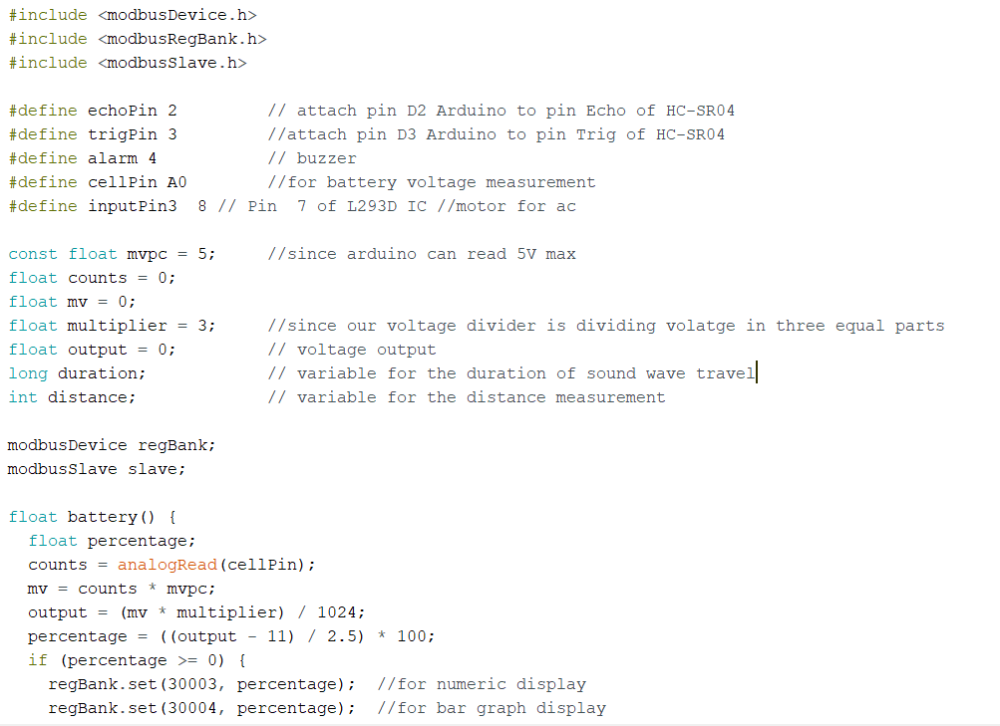 #include <modbusDevice.h>
#include <modbusRegBank.h>
#include <modbusSlave.h>

#define echoPin 2         // attach pin D2 Arduino to pin Echo of HC-SR04
#define trigPin 3         //attach pin D3 Arduino to pin Trig of HC-SR04
#define alarm 4           // buzzer
#define cellPin A0        //for battery voltage measurement
#define inputPin3  8 // Pin  7 of L293D IC //motor for ac

const float mvpc = 5;     //since arduino can read 5V max
float counts = 0;
float mv = 0;
float multiplier = 3;     //since our voltage divider is dividing volatge in three equal parts
float output = 0;         // voltage output
long duration;            // variable for the duration of sound wave travel
int distance;             // variable for the distance measurement

modbusDevice regBank;
modbusSlave slave;

float battery() {
  float percentage;
  counts = analogRead(cellPin);
  mv = counts * mvpc;
  output = (mv * multiplier) / 1024;
  percentage = ((output - 11) / 2.5) * 100;
  if (percentage >= 0) {
    regBank.set(30003, percentage);  //for numeric display
    regBank.set(30004, percentage);  //for bar graph display